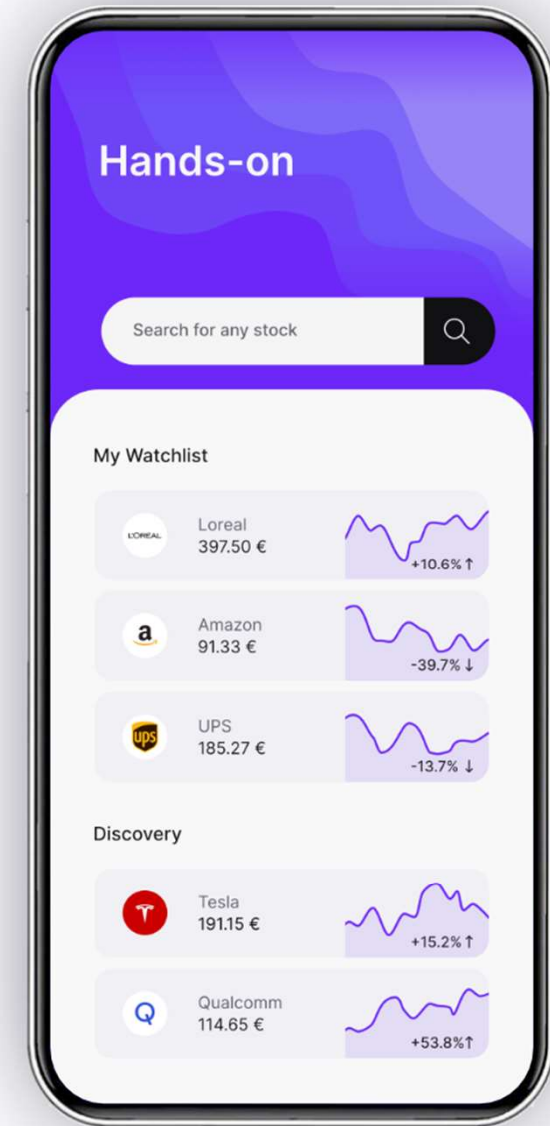 Hands-on
Search for any stock
My Watchlist
L'ORÉAL
Loreal
397.50 €
+10.6%↑
a
Amazon
91.33 €
-39.7% ↓
ups
UPS
185.27 €
-13.7% ↓
Discovery
Tesla
191.15 €
+15.2%↑
Q
Qualcomm
114.65 €
+53.8%↑